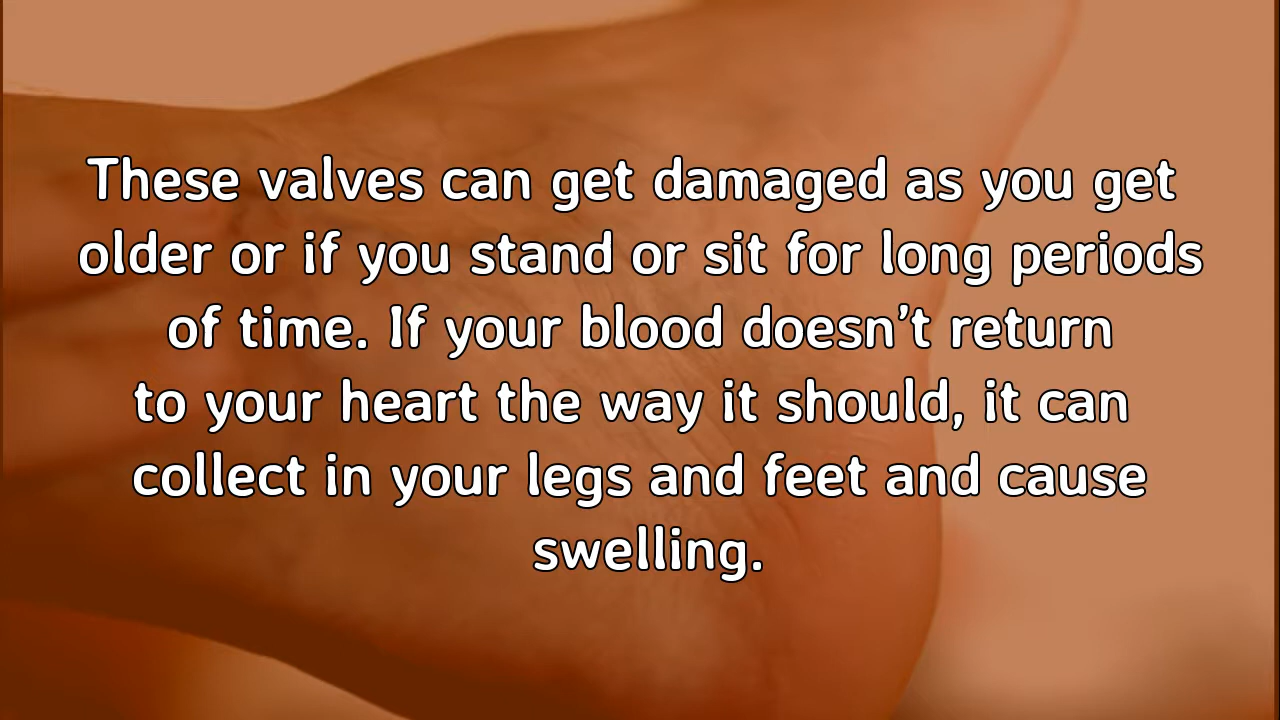 These valves can get damaged as you get
older or if you stand or sit for long periods
of time. If your blood doesn’t return
to your heart the way it should, it can
collect in your legs and feet and cause
swelling.